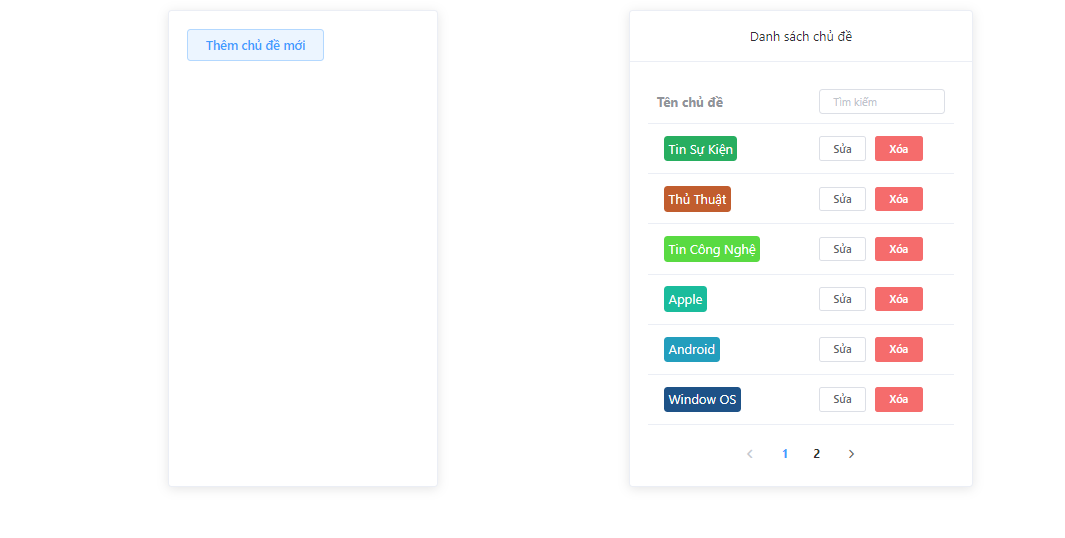 Thêm chủ đề mới
Danh sách chủ đề
Tên chủ đề Tìm kiếm
Tin Sự Kiện Sửa Xóa
Thủ Thuật Sửa Xóa
Tin Công Nghệ Sửa Xóa
Apple Sửa Xóa
Android Sửa Xóa
Window OS Sửa Xóa
1 2